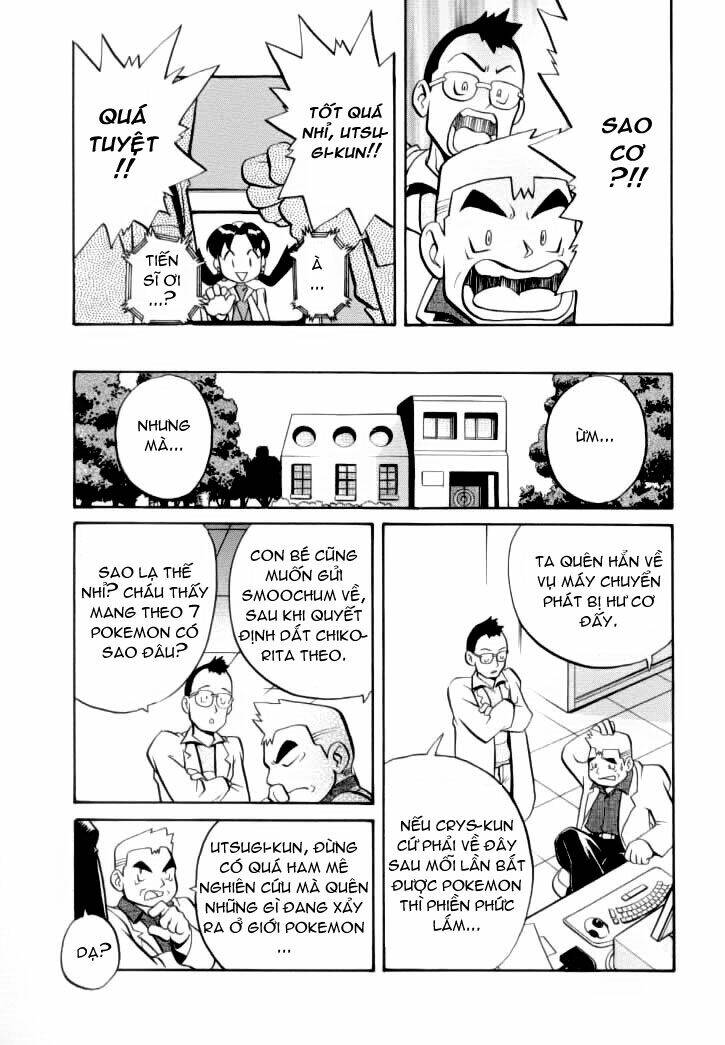 SAO
CƠ
?!!
TỐT QUÁ
NHỈ, UTSU-
GI-KUN!!
QUÁ
TUYỆT
!!
À
...
TIẾN
SĨ ƠI
...?
ỪM...
NHƯNG
MÀ...
TA QUÊN HẲN VỀ
VỤ MÁY CHUYỂN
PHÁT BỊ HƯ CƠ
ĐẤY.
NẾU CRYS-KUN
CỨ PHẢI VỀ ĐÂY
SAU MỖI LẦN BẮT
ĐƯỢC POKEMON
THÌ PHIỀN PHỨC
LẮM...
CON BÉ CŨNG
MUỐN GỬI
SMOOCHUM VỀ,
SAU KHI QUYẾT
ĐỊNH DẮT CHIKO-
RITA THEO.
SAO LẠ THẾ
NHỈ? CHÁU THẤY
MANG THEO 7
POKEMON CÓ
SAO ĐÂU?
UTSUGI-KUN, ĐỪNG
CÓ QUÁ HAM MÊ
NGHIÊN CỨU MÀ QUÊN
NHỮNG GÌ ĐANG XẢY
RA Ở GIỚI POKEMON
...
DẠ?